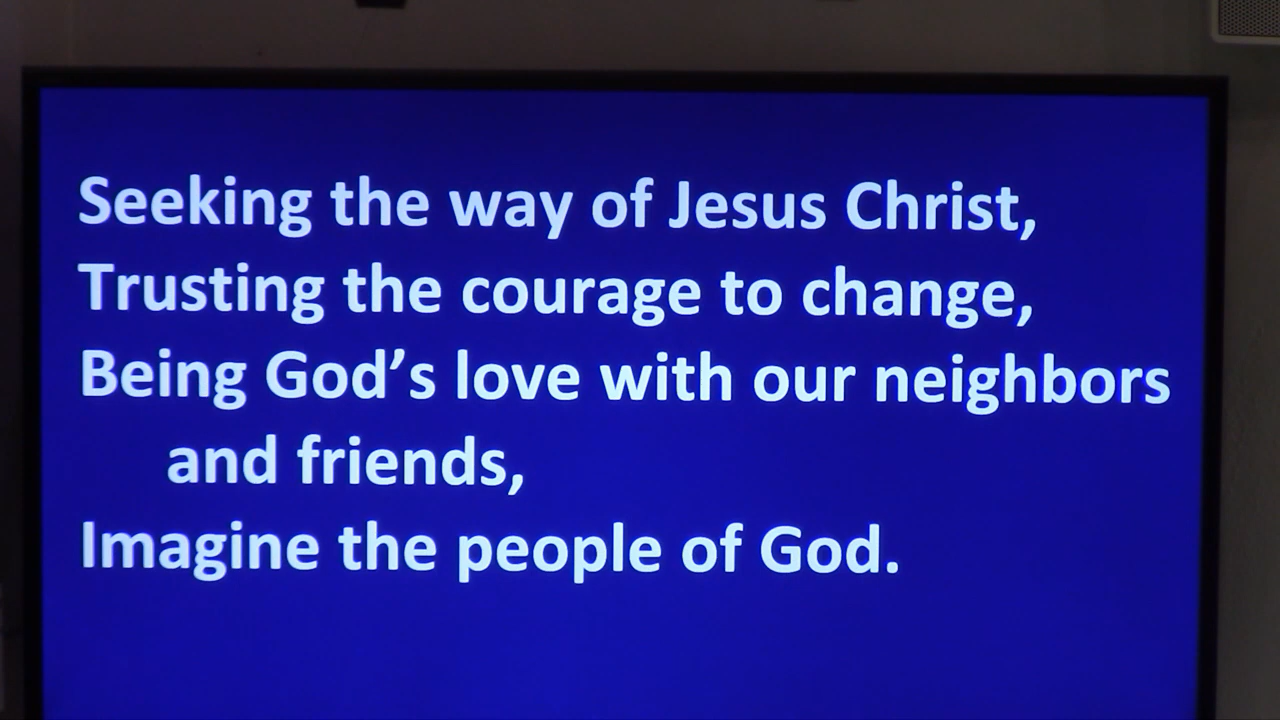 Seeking the way of Jesus Christ,
Trusting the courage to change,
Being God’s love with our neighbors
and friends,
Imagine the people of God.